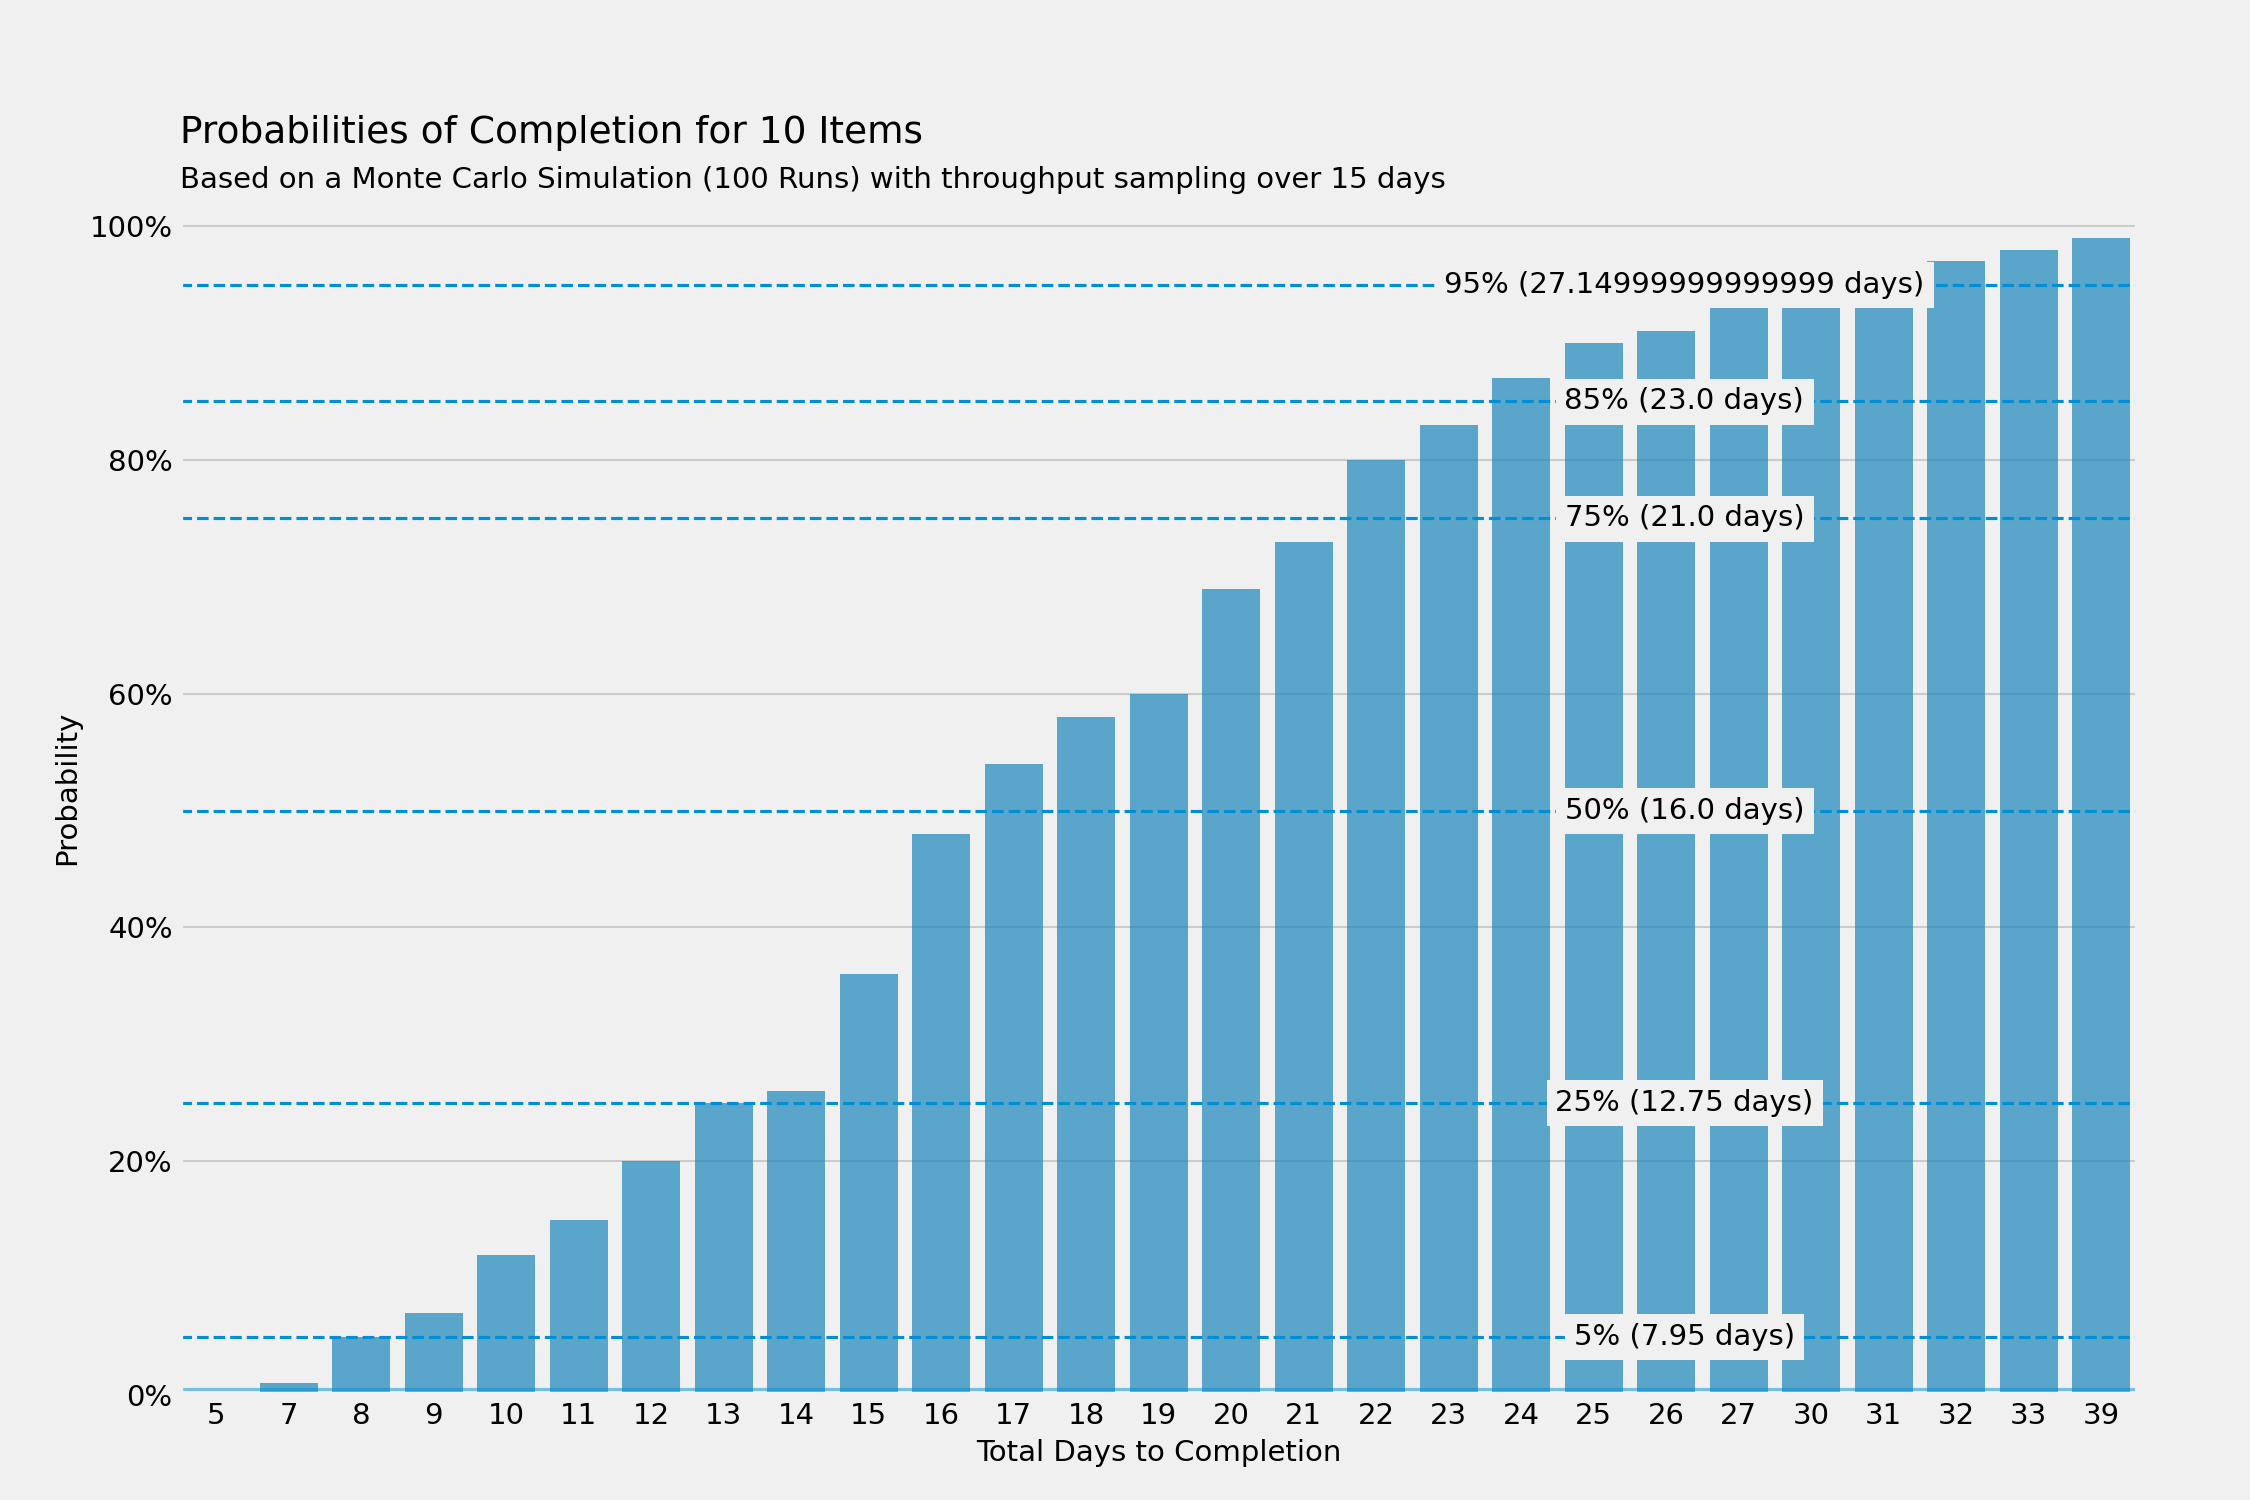 Probabilities of Completion for 10 Items
Based on a Monte Carlo Simulation (100 Runs) with throughput sampling over 15 days
100%
95% (27.14999999999999 days)
85% (23.0 days)
80%
75% (21.0 days)
60%
Probability
50% (16.0 days)
40%
25% (12.75 days)
20%
5% (7.95 days)
0%
5 7 8 9 10 11 12 13 14 15 16 17 18 19 20 21 22 23 24 25 26 27 30 31 32 33 39
Total Days to Completion